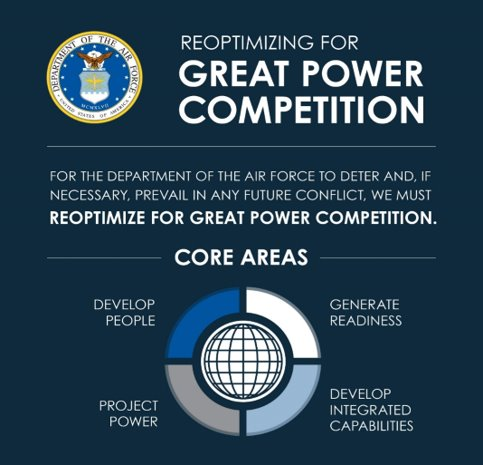 DEPARTMENT OF THE AIR FORCE
MCMXLVII
UNITED STATES OF AMERICA
REOPTIMIZING FOR
GREAT POWER
COMPETITION
FOR THE DEPARTMENT OF THE AIR FORCE TO DETER AND, IF
NECESSARY, PREVAIL IN ANY FUTURE CONFLICT, WE MUST
REOPTIMIZE FOR GREAT POWER COMPETITION.
CORE AREAS
DEVELOP
PEOPLE
GENERATE
READINESS
PROJECT
POWER
DEVELOP
INTEGRATED
CAPABILITIES